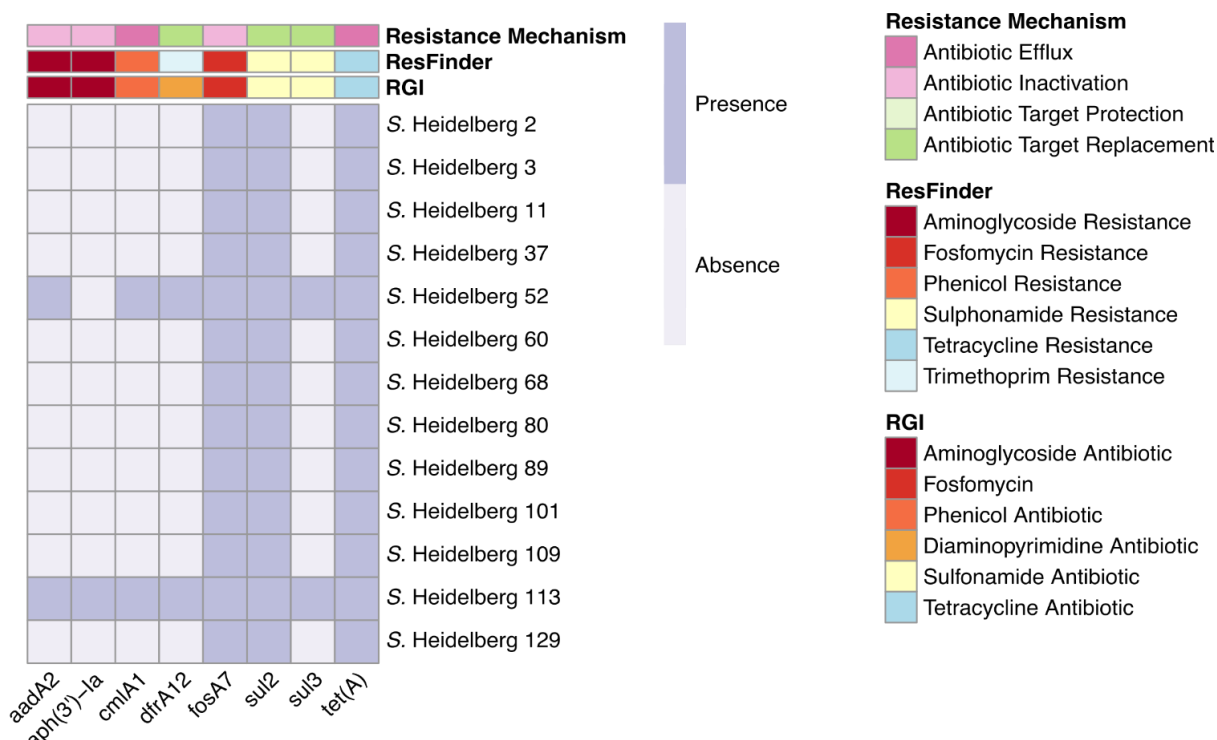 Resistance Mechanism
ResFinder
RGI
S. Heidelberg 2
S. Heidelberg 3
S. Heidelberg 11
S. Heidelberg 37
S. Heidelberg 52
S. Heidelberg 60
S. Heidelberg 68
S. Heidelberg 80
S. Heidelberg 89
S. Heidelberg 101
S. Heidelberg 109
S. Heidelberg 113
S. Heidelberg 129
aadA2
aph(3')−Ia
cmlA1
dfrA12
fosA7
sul2
sul3
tet(A)
Presence
Absence
Resistance Mechanism
Antibiotic Efflux
Antibiotic Inactivation
Antibiotic Target Protection
Antibiotic Target Replacement
ResFinder
Aminoglycoside Resistance
Fosfomycin Resistance
Phenicol Resistance
Sulphonamide Resistance
Tetracycline Resistance
Trimethoprim Resistance
RGI
Aminoglycoside Antibiotic
Fosfomycin
Phenicol Antibiotic
Diaminopyrimidine Antibiotic
Sulfonamide Antibiotic
Tetracycline Antibiotic